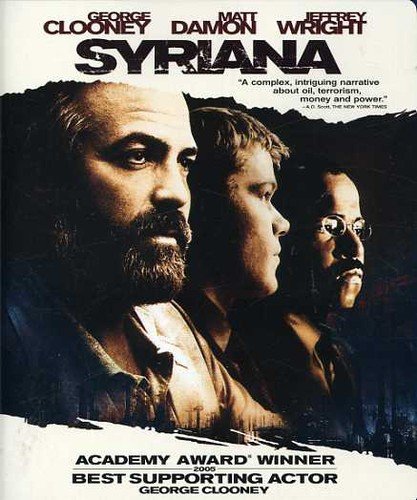 GEORGE MATT JEFFREY
CLOONEY DAMON WRIGHT
SYRIANA
"A complex, intriguing narrative
about oil, terrorism,
money and power."
–A.O. Scott, THE NEW YORK TIMES
ACADEMY AWARD® WINNER
2005
BEST SUPPORTING ACTOR
GEORGE CLOONEY